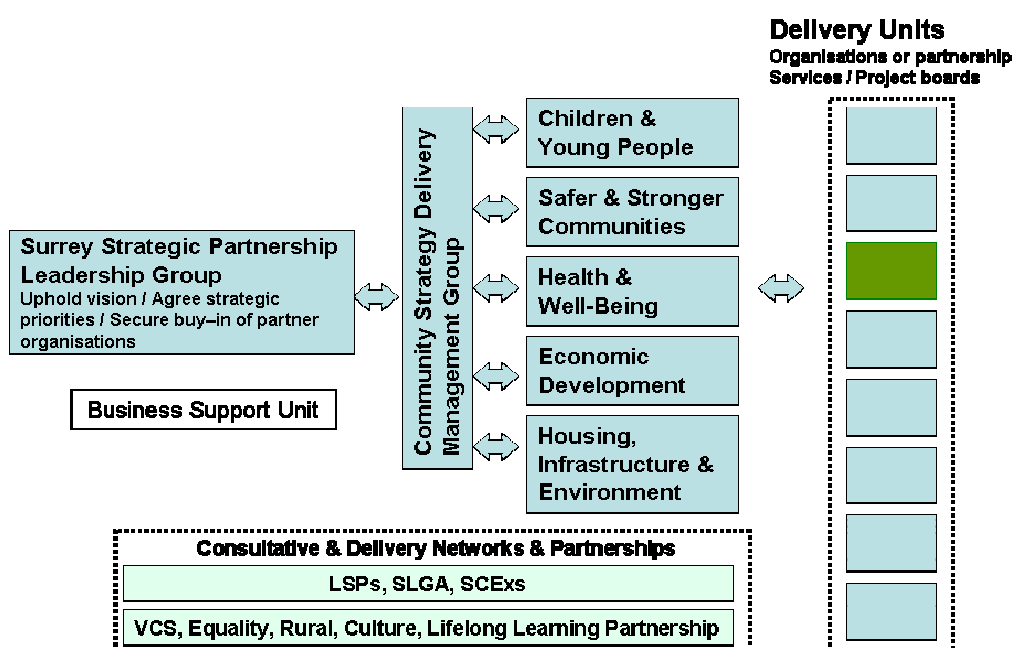 Delivery Units
Organisations or partnership
Services / Project boards
Surrey Strategic Partnership
Leadership Group
Uphold vision / Agree strategic
priorities / Secure buy–in of partner
organisations
Business Support Unit
Community Strategy Delivery
Management Group
Children &
Young People
Safer & Stronger
Communities
Health &
Well-Being
Economic
Development
Housing,
Infrastructure &
Environment
Consultative & Delivery Networks & Partnerships
LSPs, SLGA, SCExs
VCS, Equality, Rural, Culture, Lifelong Learning Partnership